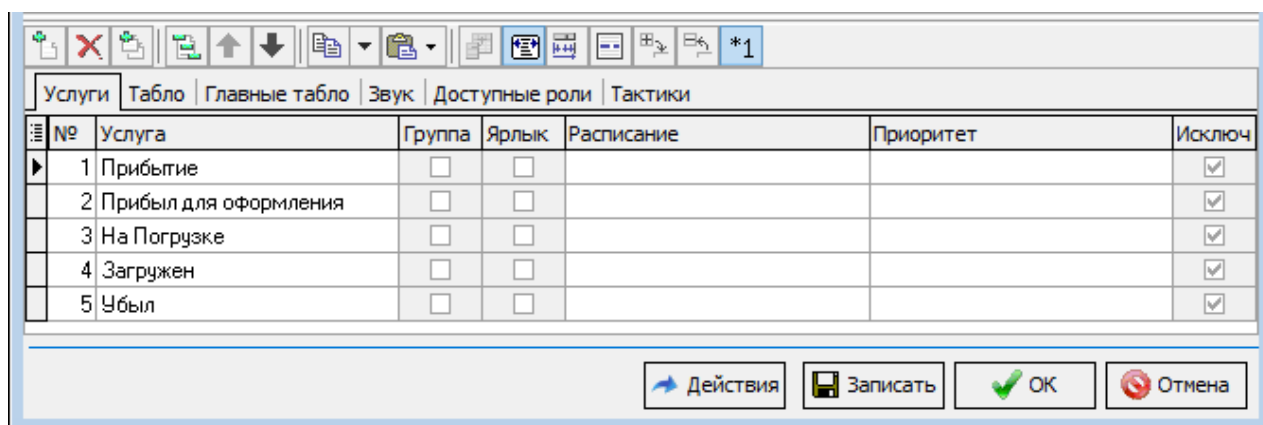 *1
Услуги Табло Главные табло Звук Доступные роли Тактики
№ Услуга Группа Ярлык Расписание Приоритет Исключ
1 Прибытие
2 Прибыл для оформления
3 На Погрузке
4 Загружен
5 Убыл
Действия Записать ОК Отмена